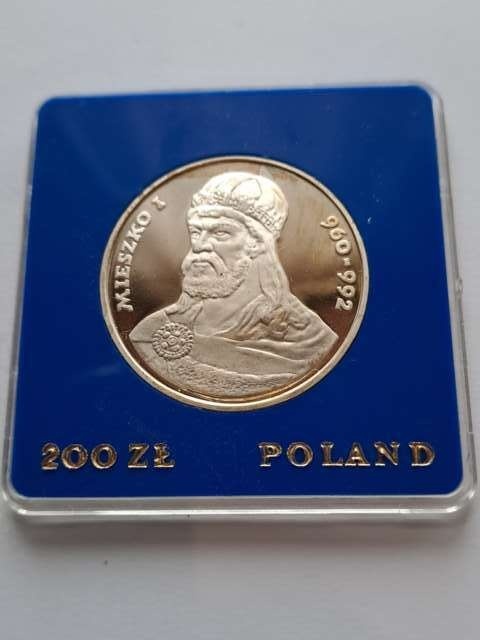 MIESZKO I
960-992
200 ZŁ POLAND